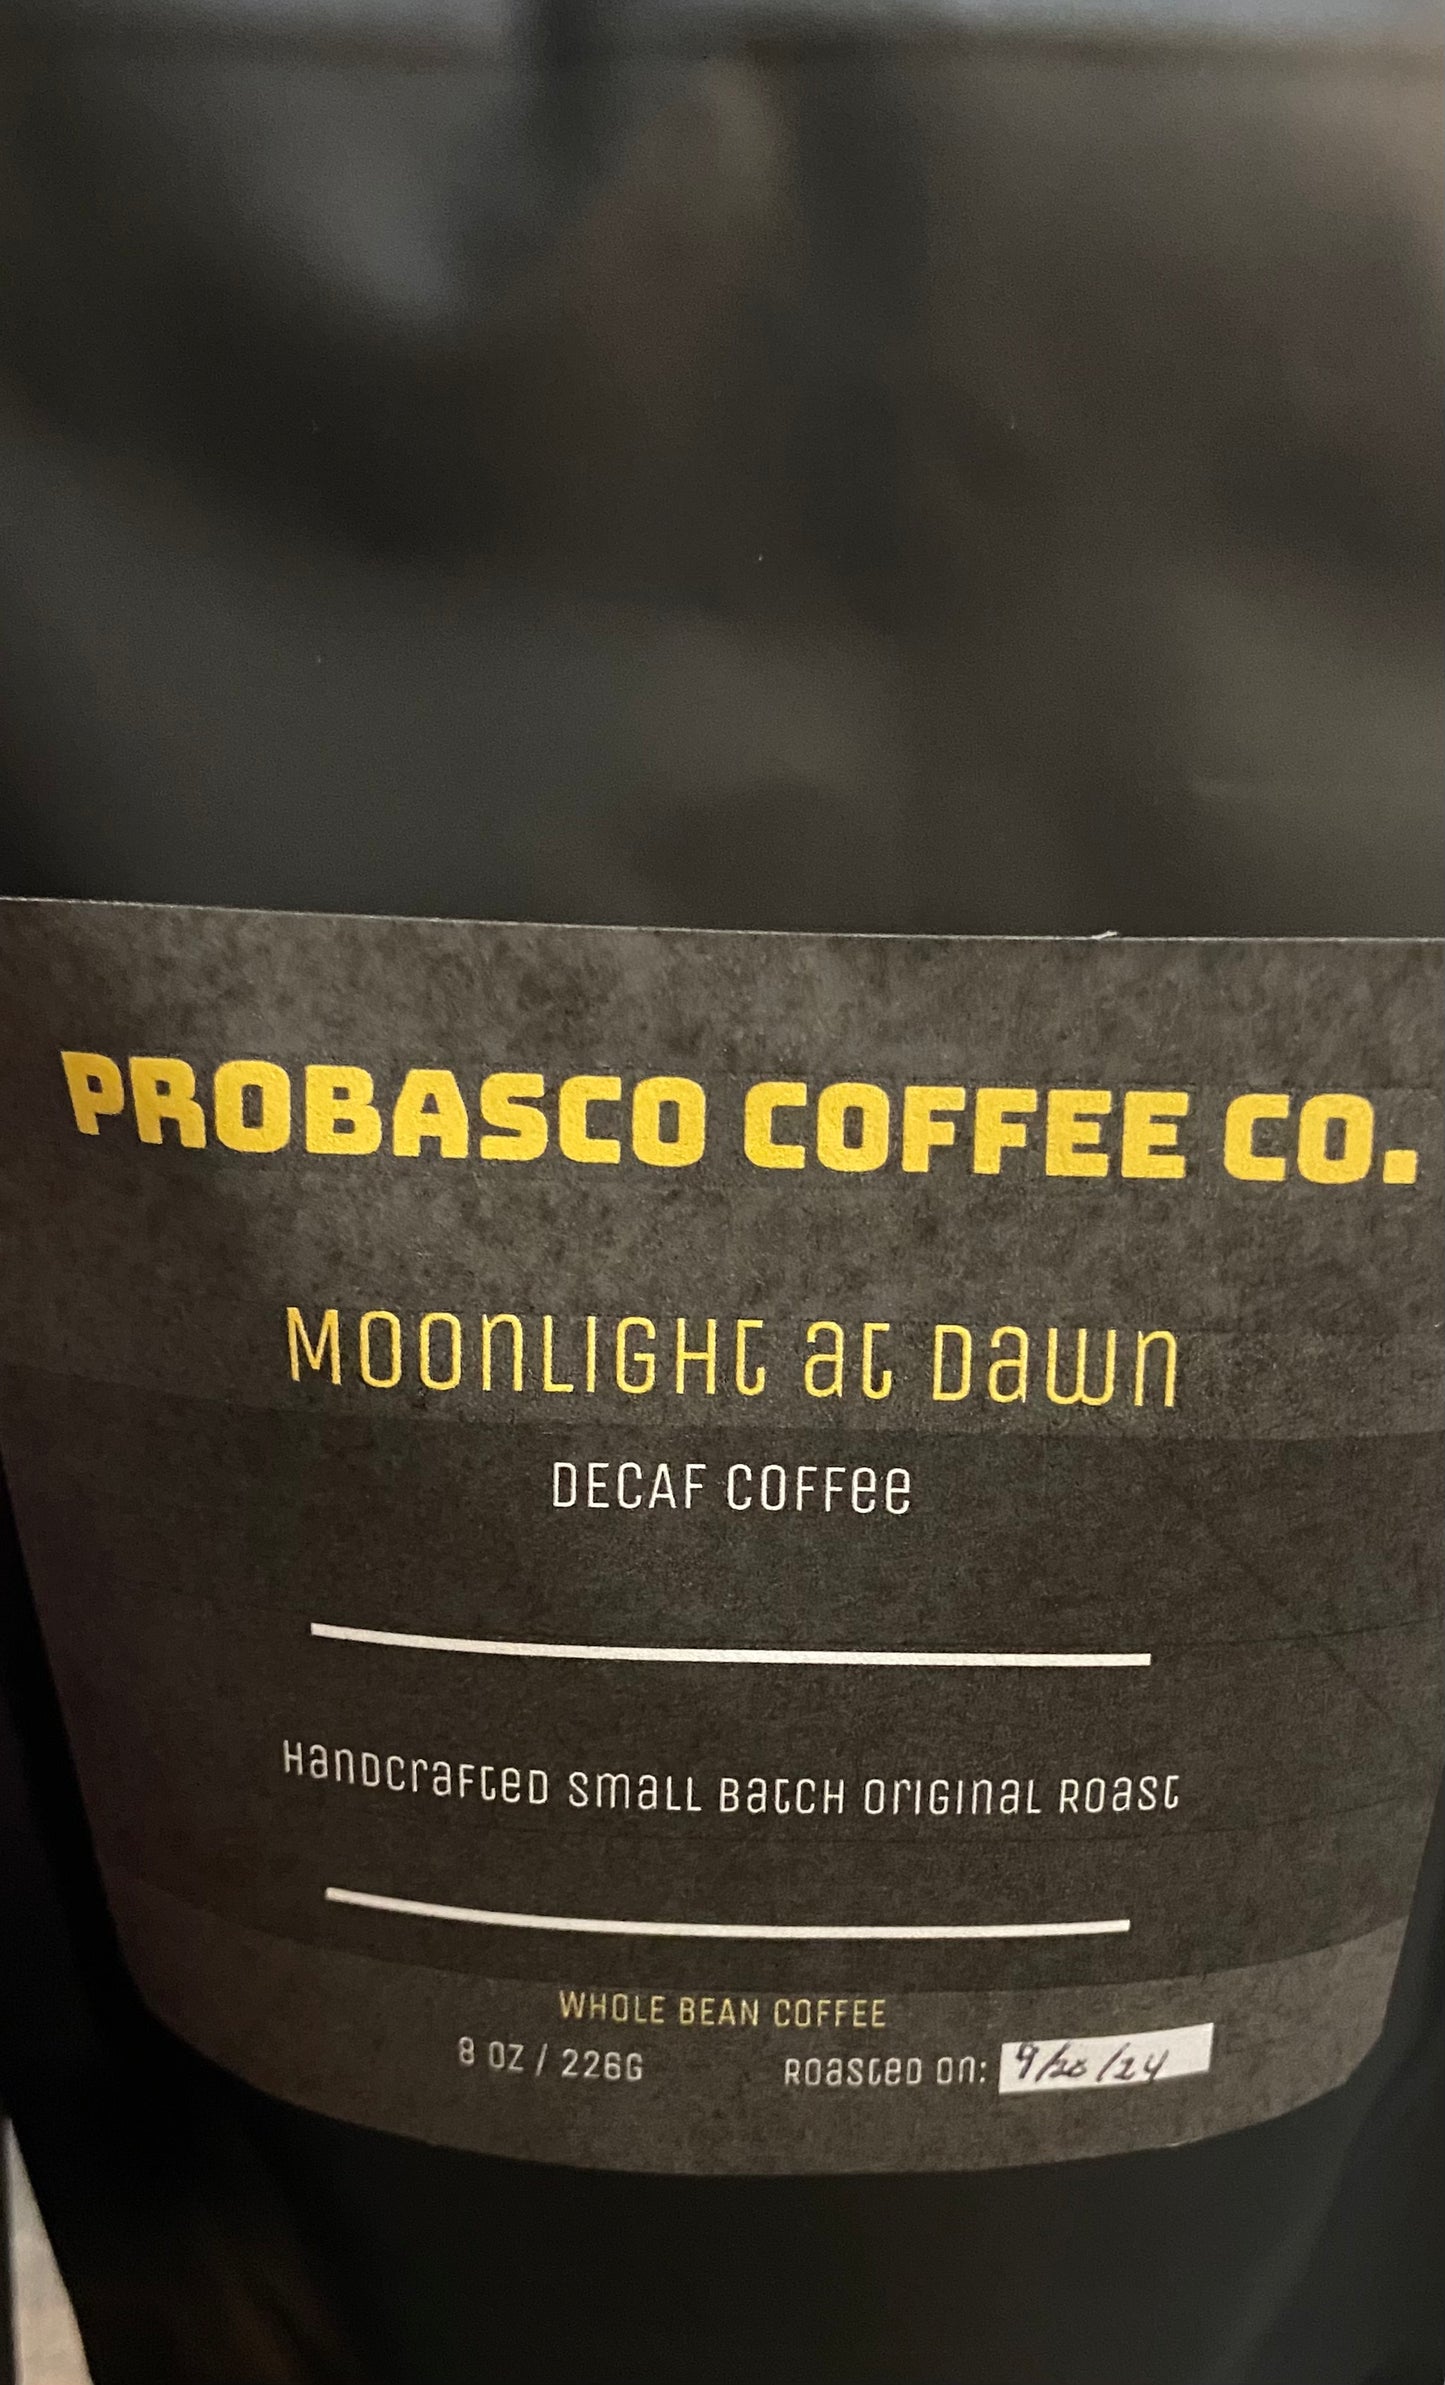 PROBASCO COFFEE CO.
Moonlight at Dawn
DECAF COFFee
Handcrafted Small Batch Original Roast
WHOLE BEAN COFFEE
8 OZ / 226G Roasted on: 9/20/24